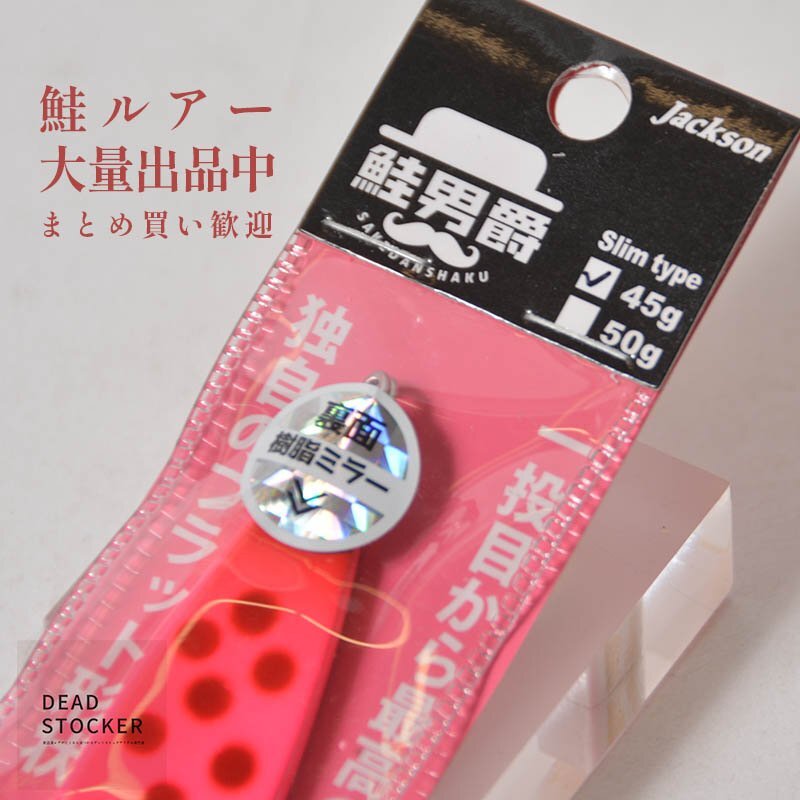 鮭ルアー
大量出品中
まとめ買い歓迎
Jackson
鮭男爵
SAKEDANSHAKU
Slim type
45g
50g
裏面
樹脂ミラー
一投目から最高の
独自のフラット形状
DEAD
STOCKER